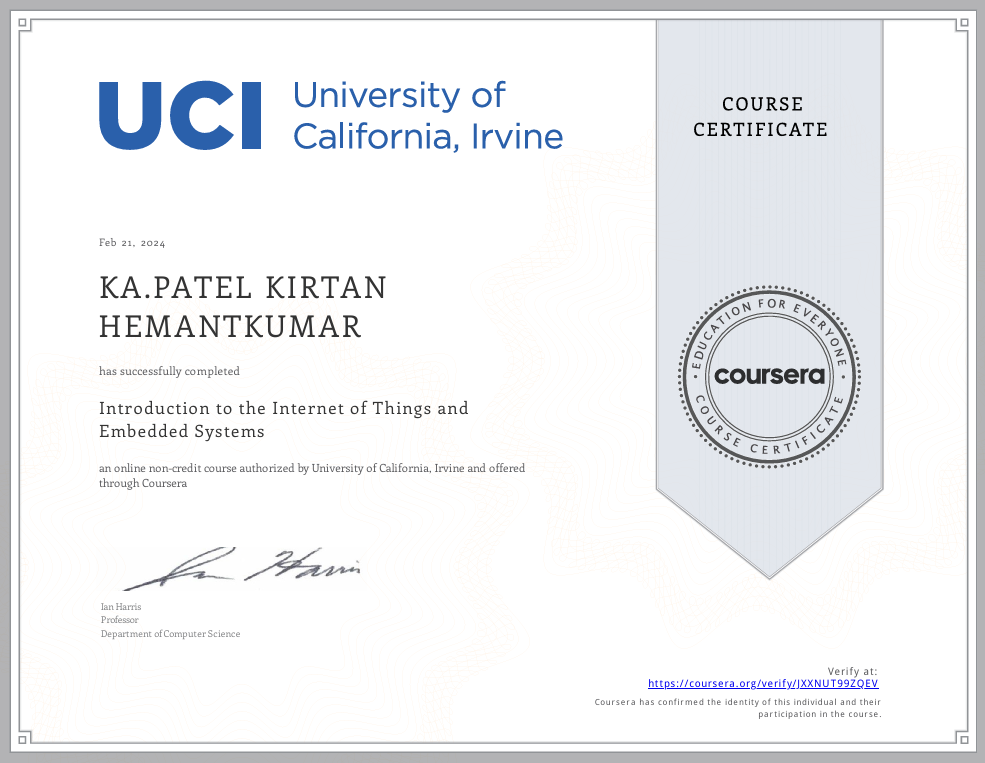 UCI
University of
California, Irvine
COURSE
CERTIFICATE
Feb 21, 2024
KA.PATEL KIRTAN
HEMANTKUMAR
has successfully completed
Introduction to the Internet of Things and
Embedded Systems
an online non-credit course authorized by University of California, Irvine and offered
through Coursera
EDUCATION FOR EVERYONE
coursera
COURSE CERTIFICATE
Ian Harris
Ian Harris
Professor
Department of Computer Science
Verify at:
https://coursera.org/verify/JXXNUT99ZQEV
Coursera has confirmed the identity of this individual and their
participation in the course.